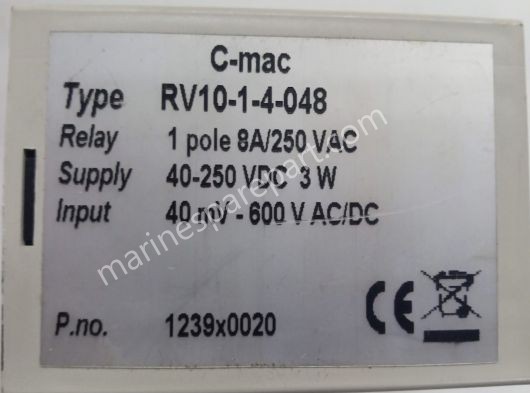 C-mac
Type RV10-1-4-048
Relay 1 pole 8A/250 VAC
Supply 40-250 VDC 3 W
Input 40 mV - 600 V AC/DC
P.no. 1239x0020
CE
marinesparepart.com